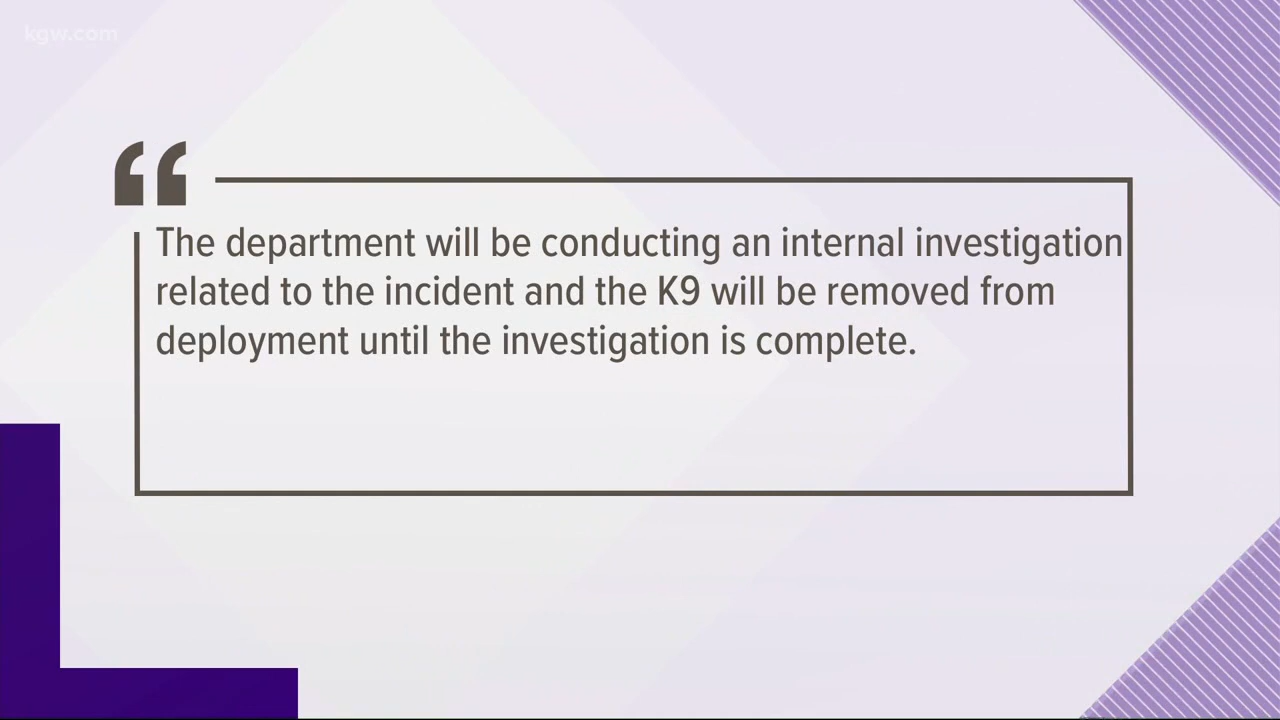 kgw.com
“
The department will be conducting an internal investigation
related to the incident and the K9 will be removed from
deployment until the investigation is complete.